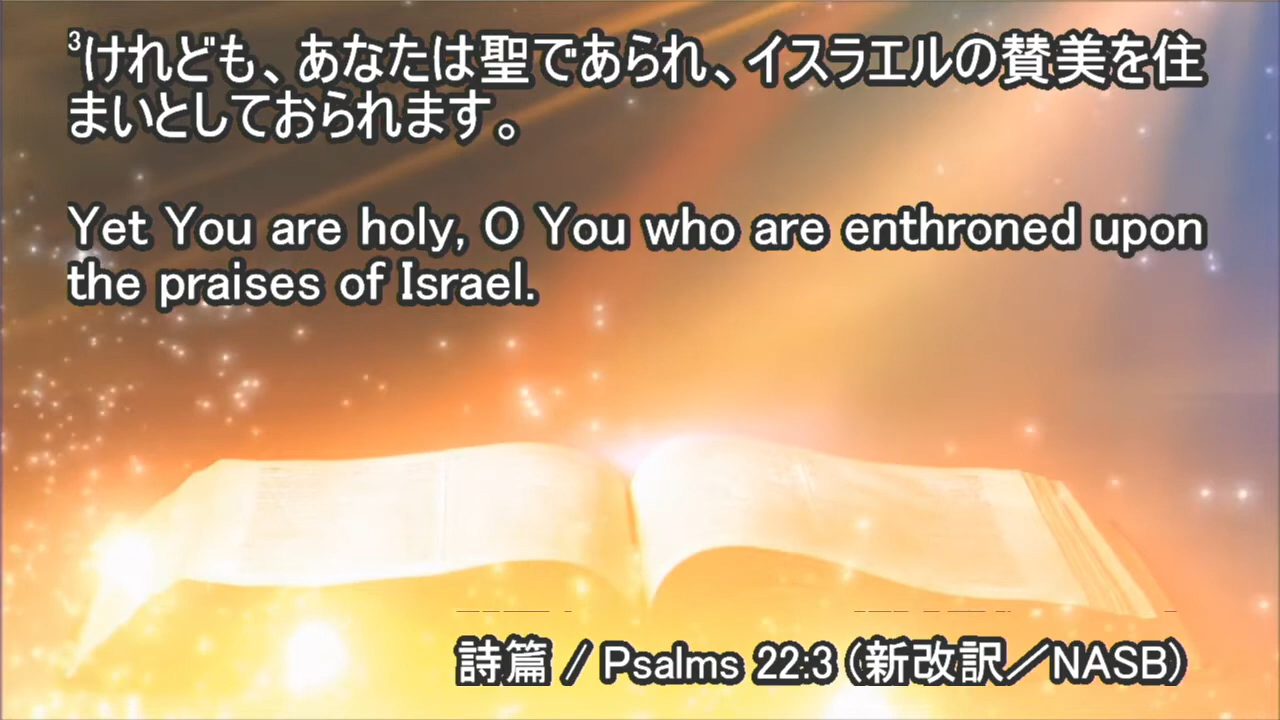 3けれども、あなたは聖であられ、イスラエルの賛美を住
まいとしておられます。
Yet You are holy, O You who are enthroned upon
the praises of Israel.
詩篇 / Psalms 22:3 (新改訳／NASB)